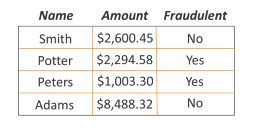 Name Amount Fraudulent
Smith $2,600.45 No
Potter $2,294.58 Yes
Peters $1,003.30 Yes
Adams $8,488.32 No